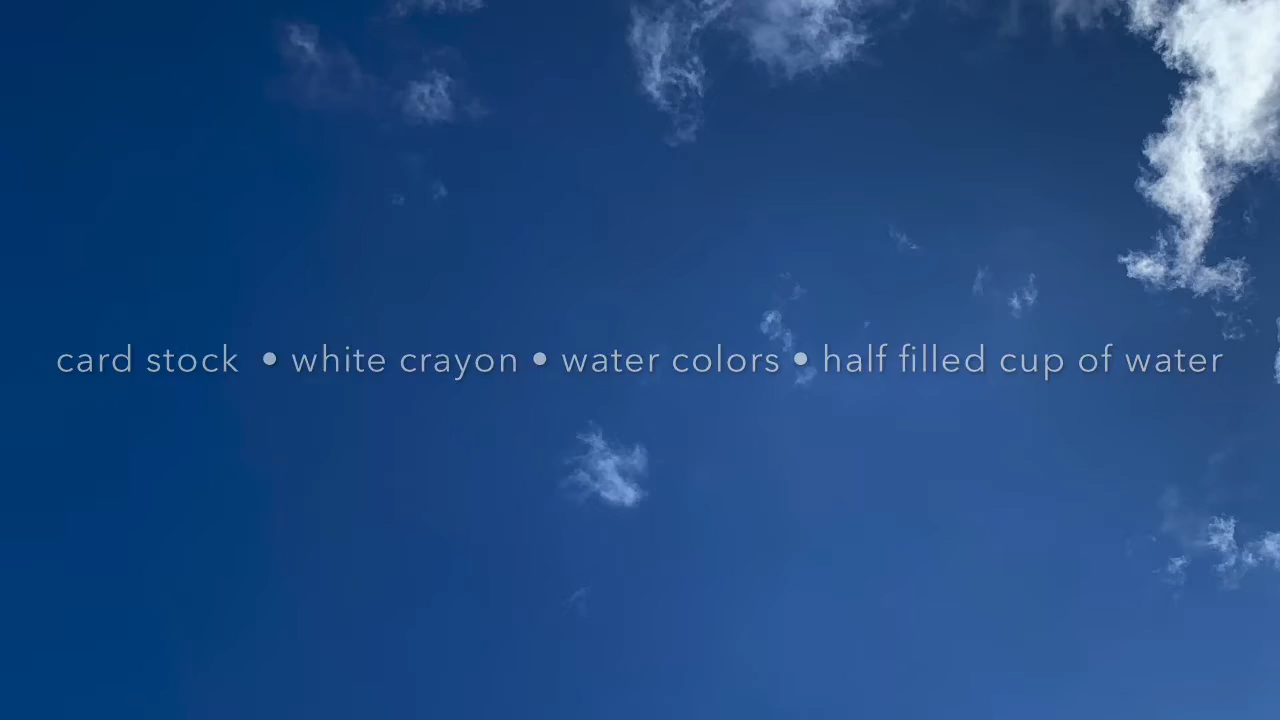 card stock • white crayon • water colors • half filled cup of water